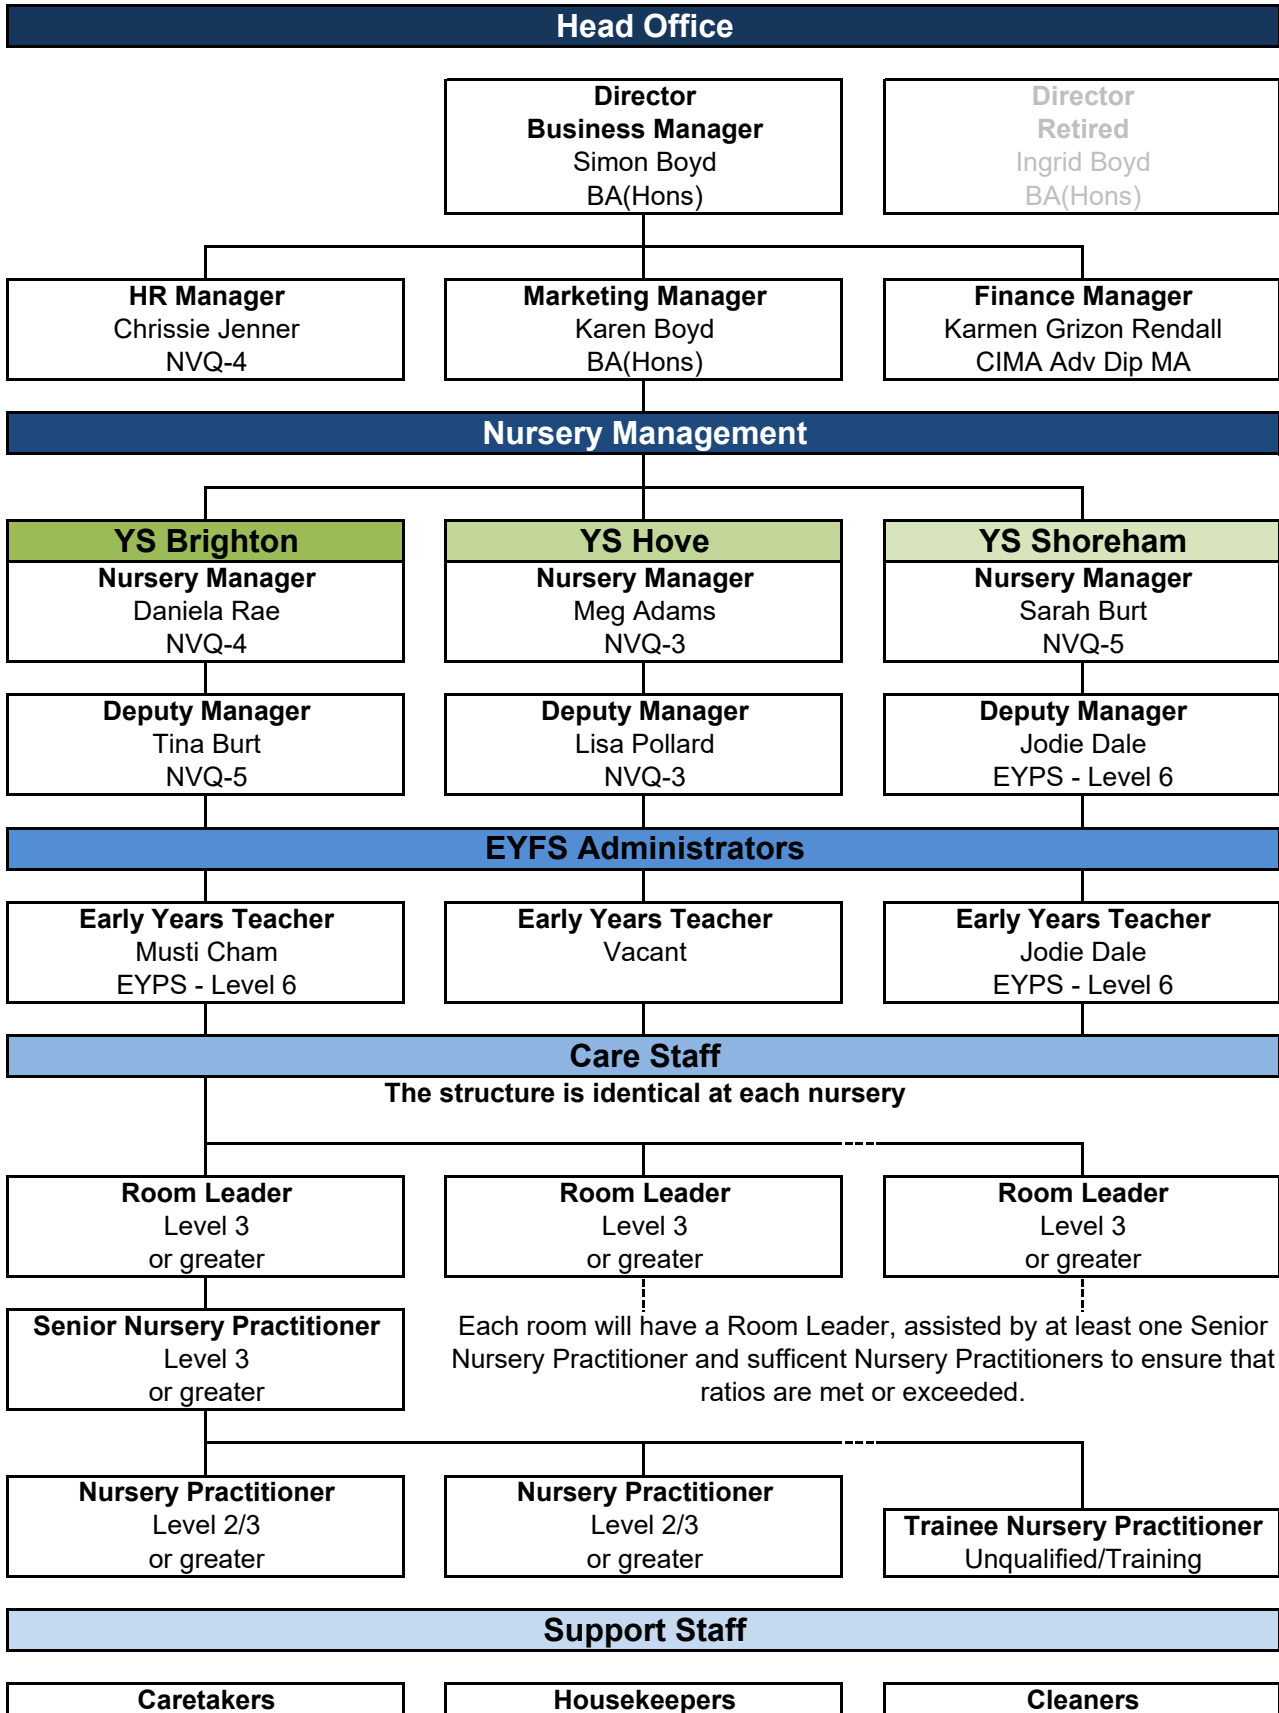 Head Office
Director
Business Manager
Simon Boyd
BA(Hons)
Director
Retired
Ingrid Boyd
BA(Hons)
HR Manager
Chrissie Jenner
NVQ-4
Marketing Manager
Karen Boyd
BA(Hons)
Finance Manager
Karmen Grizon Rendall
CIMA Adv Dip MA
Nursery Management
YS Brighton
Nursery Manager
Daniela Rae
NVQ-4
YS Hove
Nursery Manager
Meg Adams
NVQ-3
YS Shoreham
Nursery Manager
Sarah Burt
NVQ-5
Deputy Manager
Tina Burt
NVQ-5
Deputy Manager
Lisa Pollard
NVQ-3
Deputy Manager
Jodie Dale
EYPS - Level 6
EYFS Administrators
Early Years Teacher
Musti Cham
EYPS - Level 6
Early Years Teacher
Vacant
Early Years Teacher
Jodie Dale
EYPS - Level 6
Care Staff
The structure is identical at each nursery
Room Leader
Level 3
or greater
Room Leader
Level 3
or greater
Room Leader
Level 3
or greater
Senior Nursery Practitioner
Level 3
or greater
Each room will have a Room Leader, assisted by at least one Senior
Nursery Practitioner and sufficent Nursery Practitioners to ensure that
ratios are met or exceeded.
Nursery Practitioner
Level 2/3
or greater
Nursery Practitioner
Level 2/3
or greater
Trainee Nursery Practitioner
Unqualified/Training
Support Staff
Caretakers
Housekeepers
Cleaners